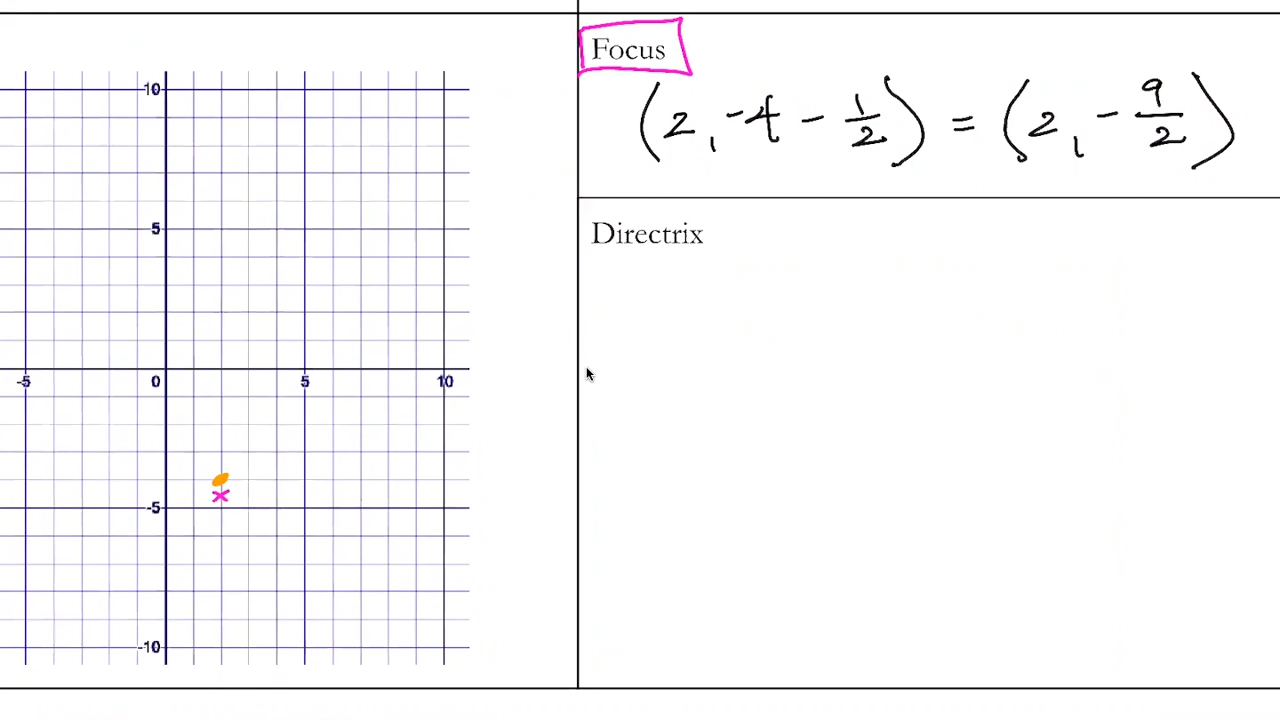 Focus
(2, -4 - 1/2) = (2, - 9/2)
Directrix
10
5
-5 0 5 10
-5
-10